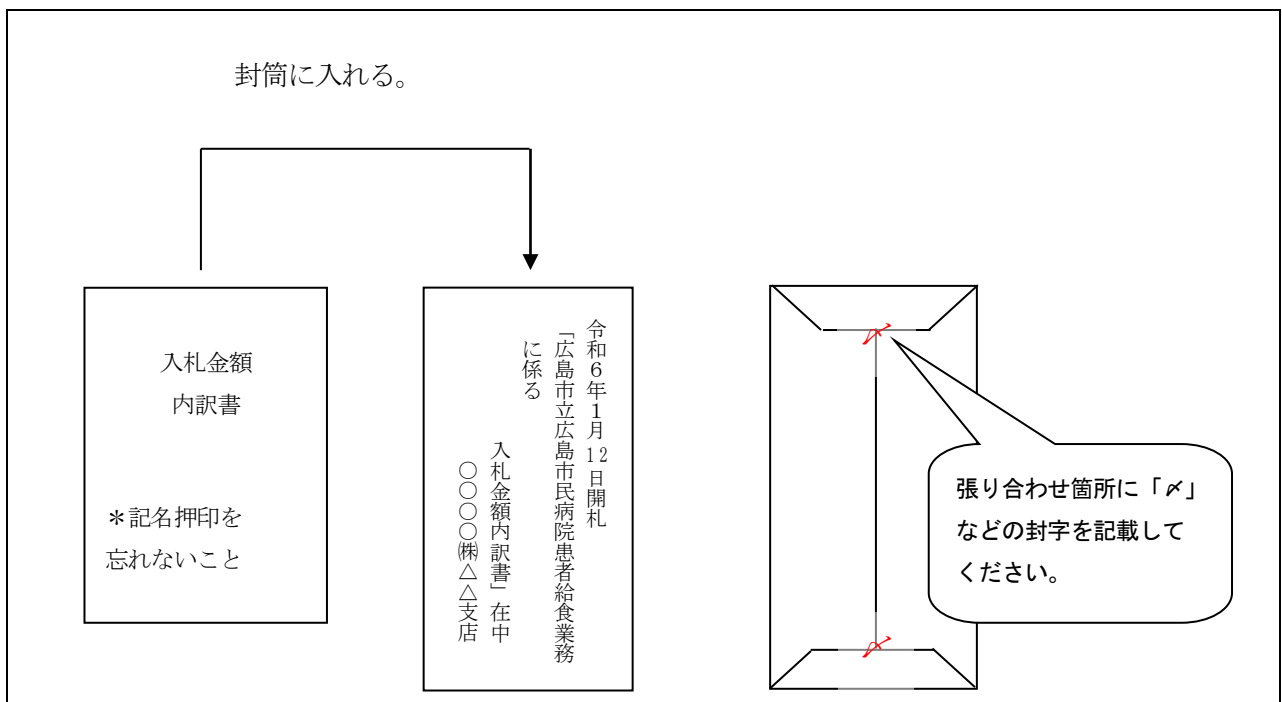 封筒に入れる。
入札金額
内訳書
＊記名押印を
忘れないこと
令和６年１月12日開札
「広島市立広島市民病院患者給食業務
に係る
入札金額内訳書」在中
○○○○㈱△△支店
〆
張り合わせ箇所に「〆」
などの封字を記載して
ください。
〆